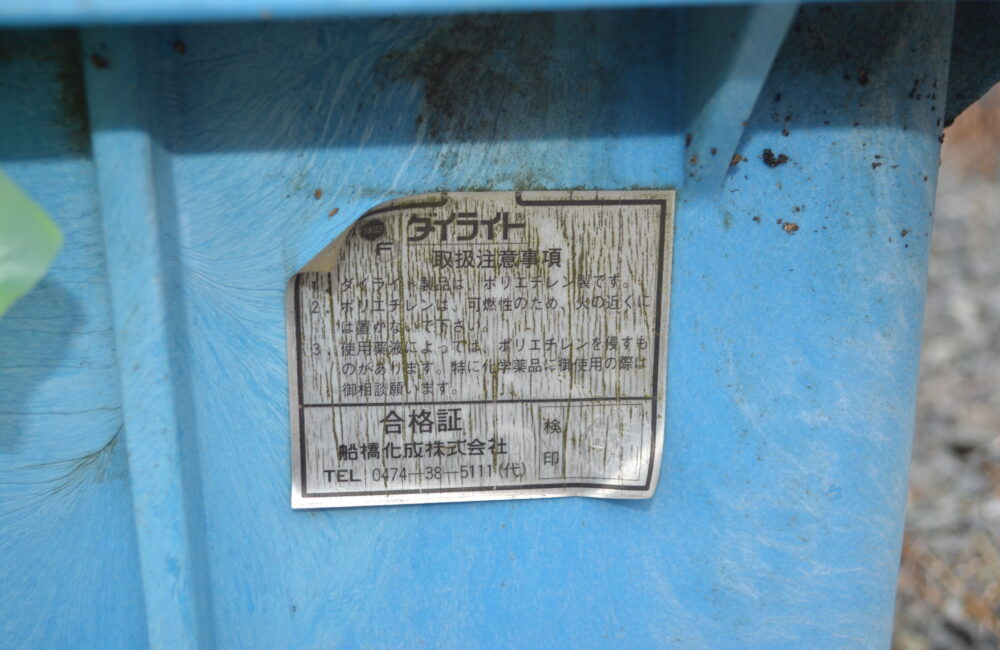 F ダイライト
取扱注意事項
1. ダイライト製品は、ポリエチレン製です。
2. ポリエチレンは、可燃性のため、火の近くに
は置かないで下さい。
3. 使用薬液によっては、ポリエチレンを侵すも
のがあります。特に化学薬品に御使用の際は
御相談願います。
合格証
船橋化成株式会社
TEL 0474-38-5111(代)
検
印